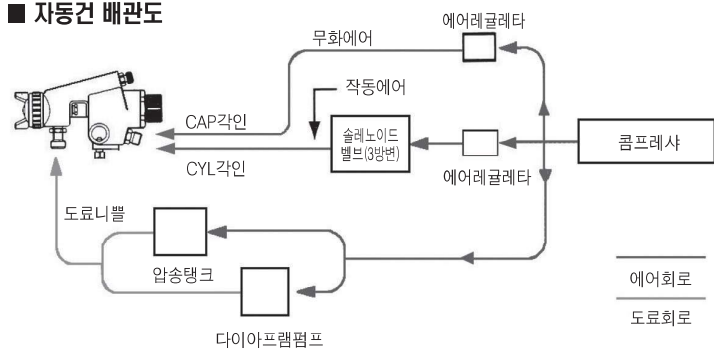 ■ 자동건 배관도
에어레귤레타
무화에어
작동에어
CAP각인
솔레노이드
벨브(3방변)
콤프레샤
CYL각인
에어레귤레타
도료니쁠
압송탱크
에어회로
도료회로
다이아프램펌프